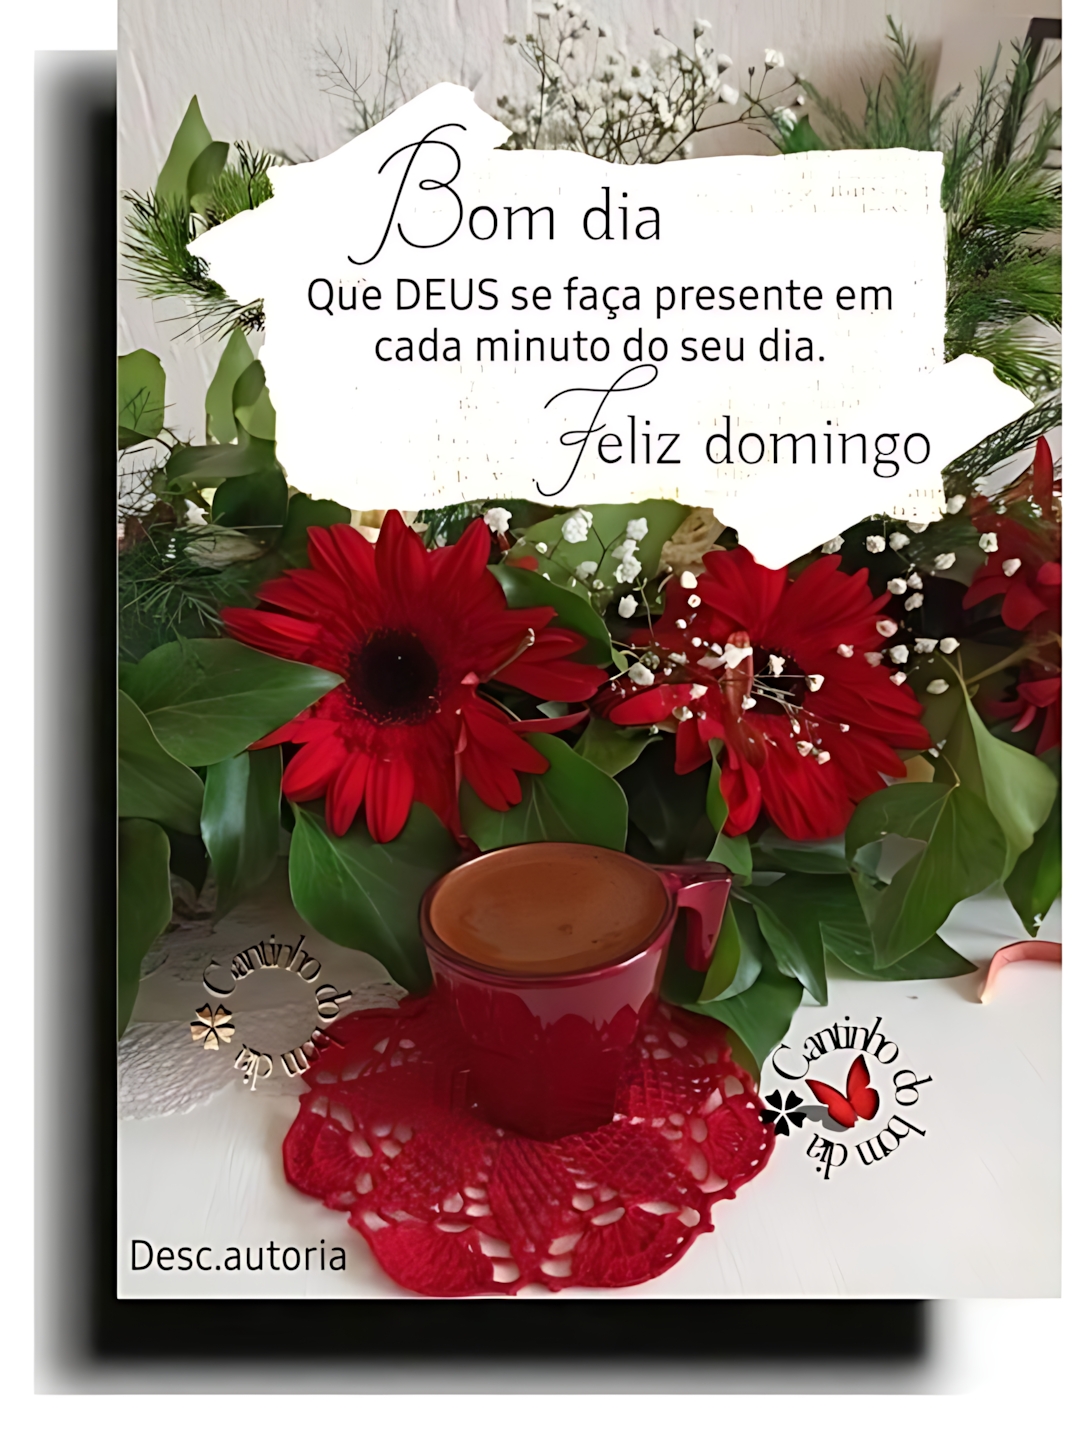 Bom dia
Que DEUS se faça presente em
cada minuto do seu dia.
Feliz domingo
Cantinho do bom dia
Cantinho do bom dia
Desc.autoria